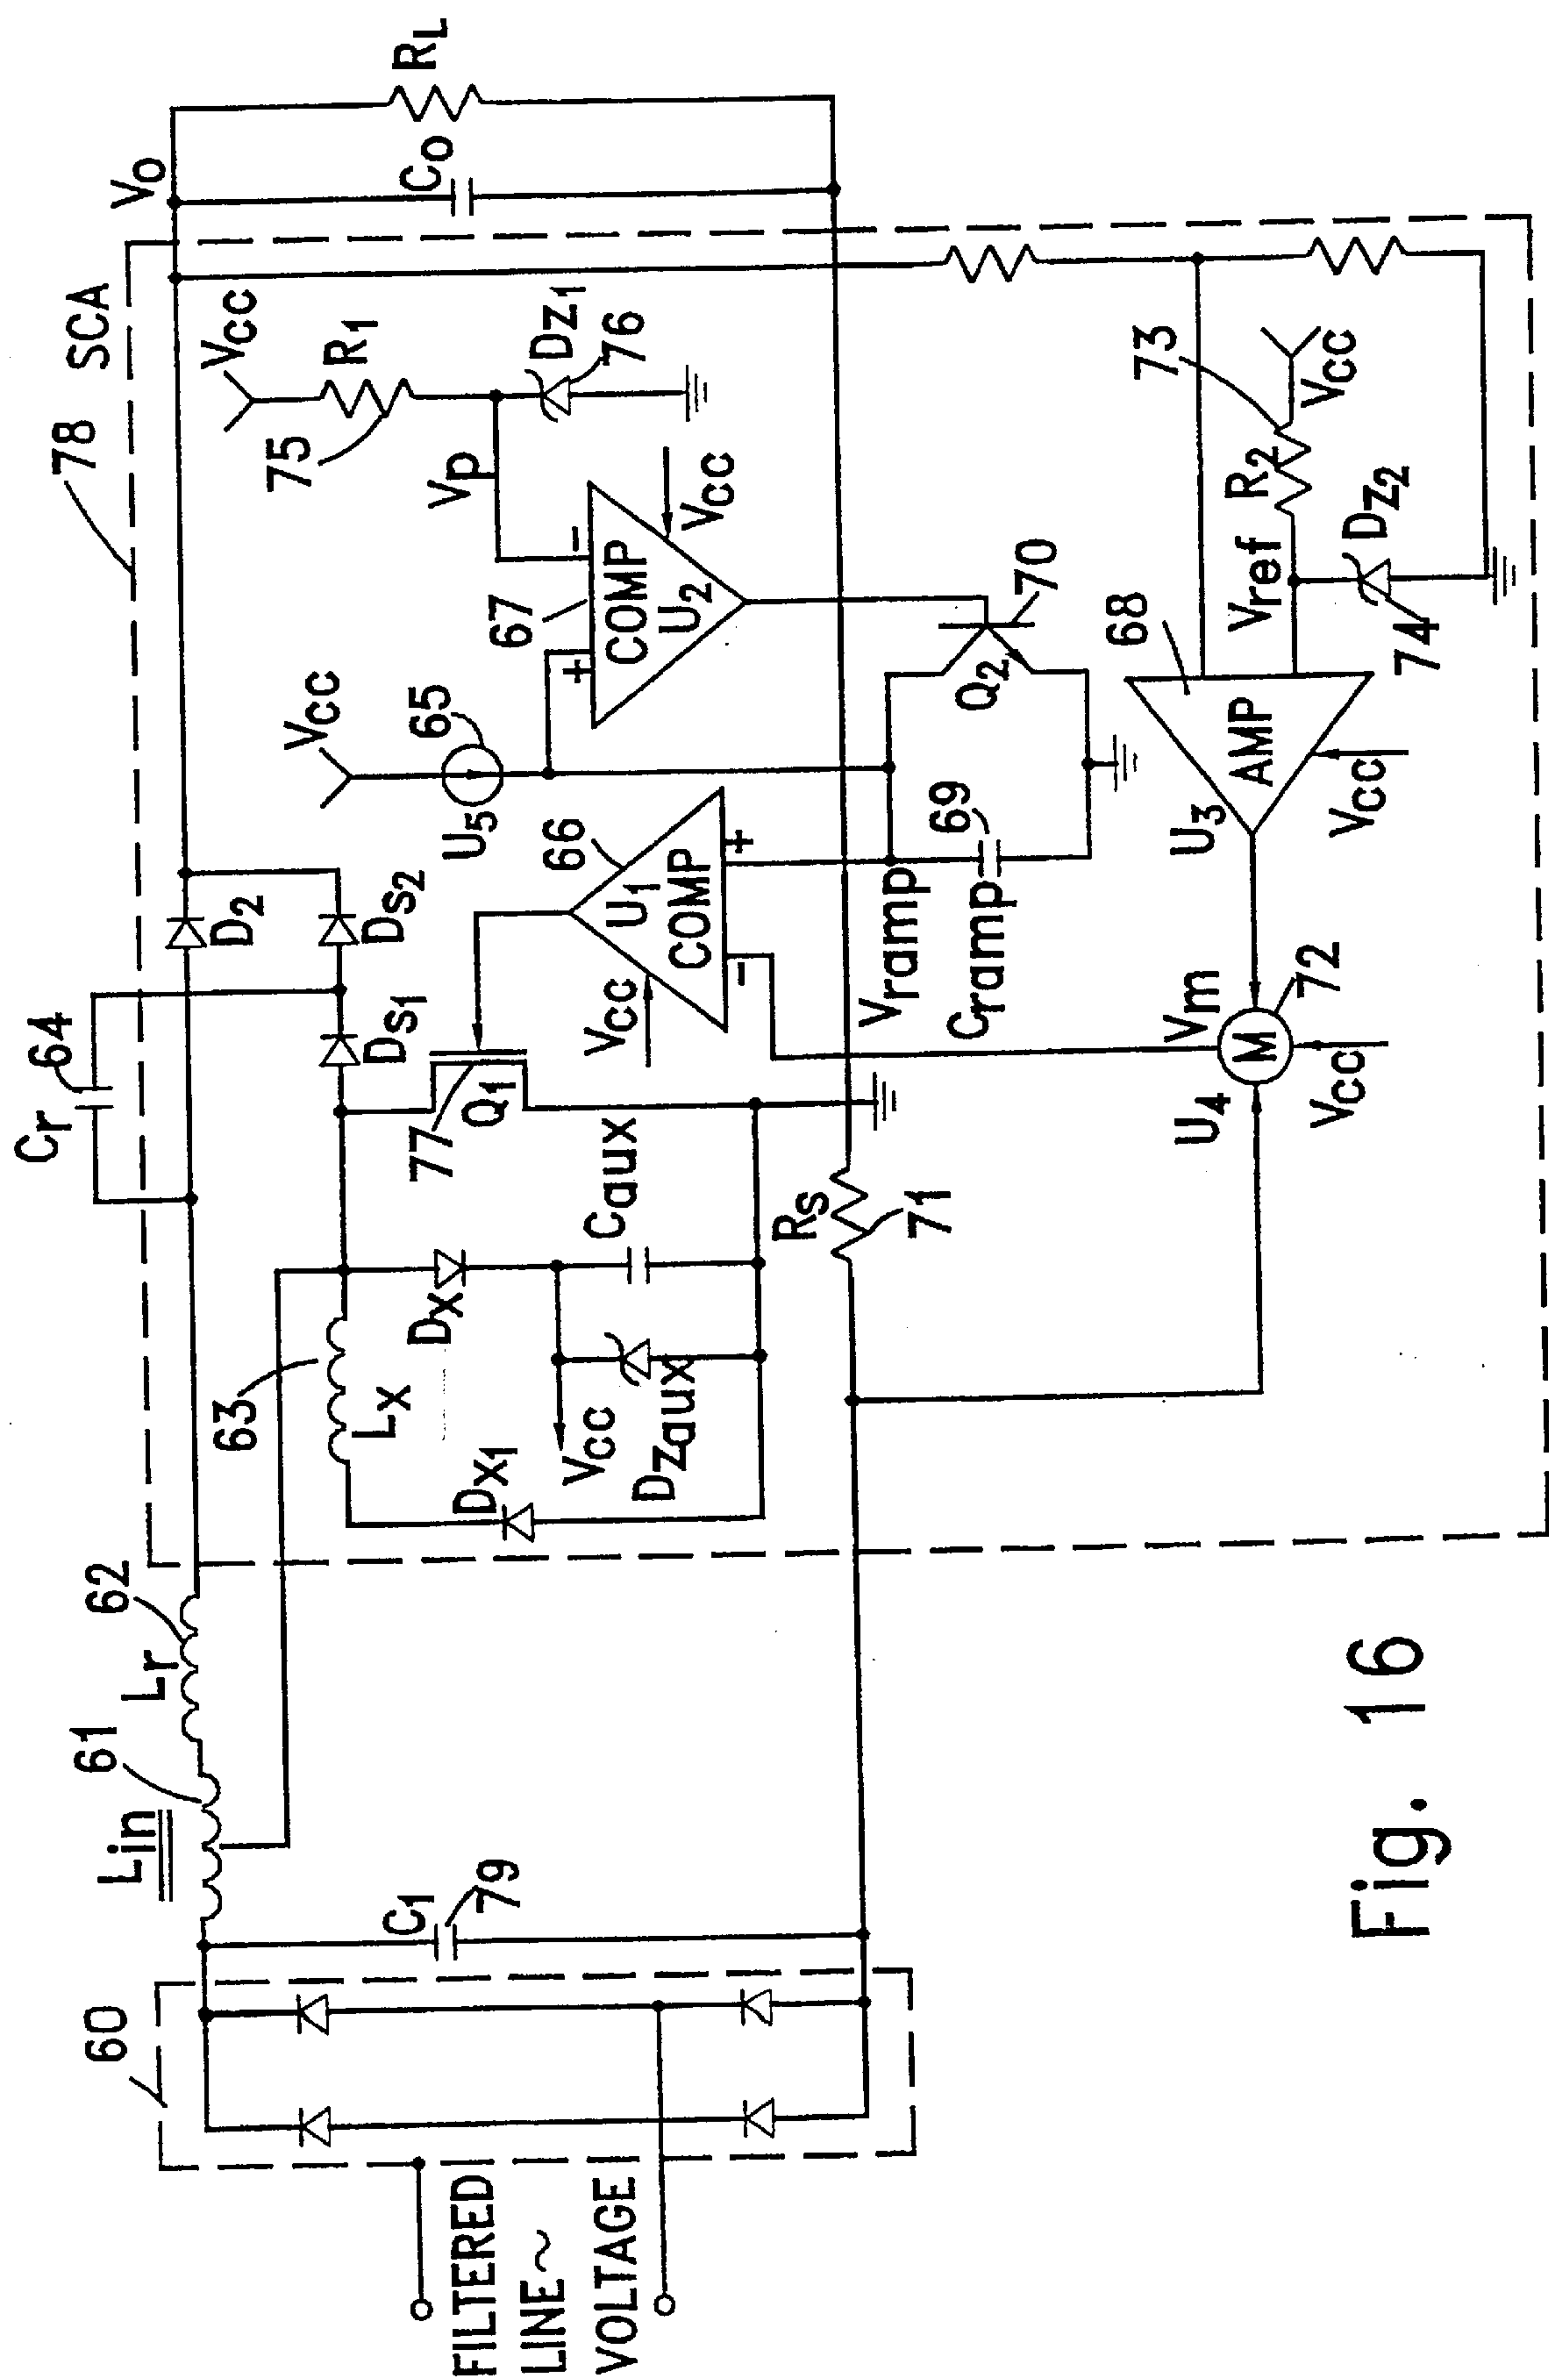 60
FILTERED
LINE~
VOLTAGE
C1
79
Lin
61
Lr
62
63
Lx
Dx1
Dx
Vcc
Dzaux
Caux
Cr
64
77
Q1
Ds1
Ds2
D2
78
SCA
Vo
Co
RL
Vcc
U5
65
66
U1
COMP
+
-
Vcc
67
COMP
U2
+
-
Vcc
Vp
Vcc
R1
75
Dz1
76
Rs
71
Vramp
Cramp
69
Q2
70
U4
M
Vm
72
Vcc
U3
AMP
68
Vcc
Vref
R2
73
Vcc
Dz2
74
Fig. 16